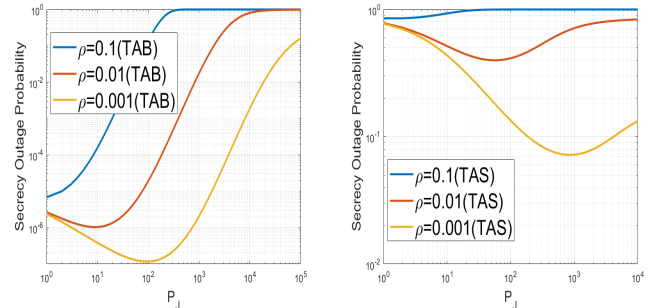 Secrecy Outage Probability
10^0
10^-2
10^-4
10^-6
ρ=0.1(TAB)
ρ=0.01(TAB)
ρ=0.001(TAB)
10^0 10^1 10^2 10^3 10^4 10^5
P_J
Secrecy Outage Probability
10^0
10^-1
10^-2
ρ=0.1(TAS)
ρ=0.01(TAS)
ρ=0.001(TAS)
10^0 10^1 10^2 10^3 10^4
P_J